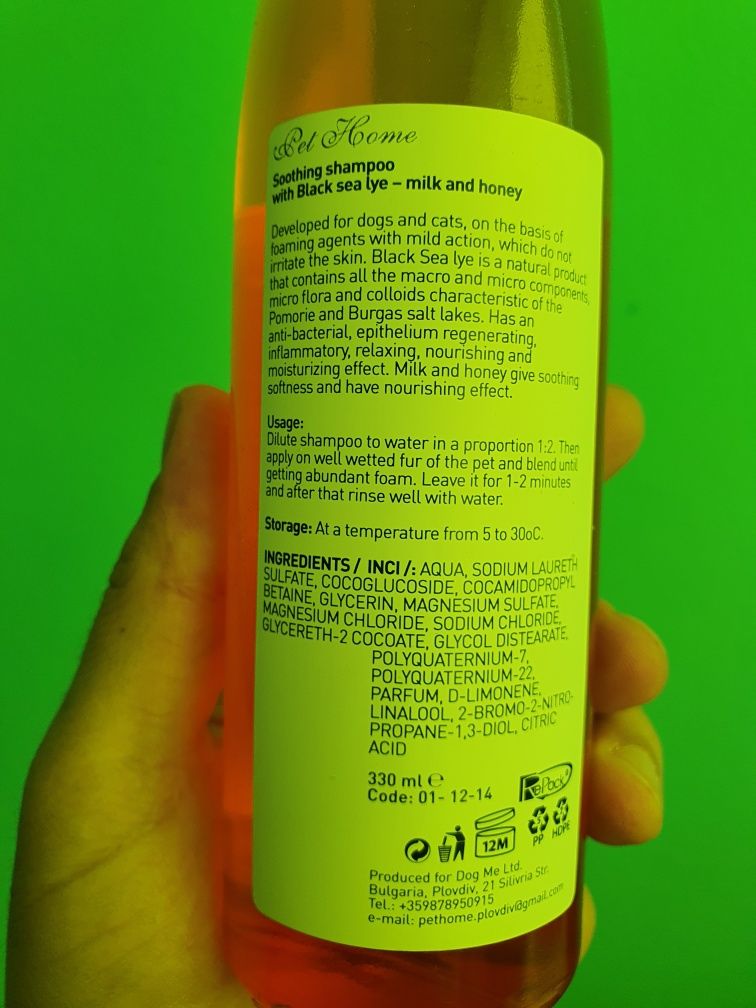 Pet Home
Soothing shampoo
with Black sea lye – milk and honey
Developed for dogs and cats, on the basis of
foaming agents with mild action, which do not
irritate the skin. Black Sea lye is a natural product
that contains all the macro and micro components,
micro flora and colloids characteristic of the
Pomorie and Burgas salt lakes. Has an
anti-bacterial, epithelium regenerating,
inflammatory, relaxing, nourishing and
moisturizing effect. Milk and honey give soothing
softness and have nourishing effect.
Usage:
Dilute shampoo to water in a proportion 1:2. Then
apply on well wetted fur of the pet and blend until
getting abundant foam. Leave it for 1-2 minutes
and after that rinse well with water.
Storage: At a temperature from 5 to 30oC.
INGREDIENTS / INCI /: AQUA, SODIUM LAURETH
SULFATE, COCOGLUCOSIDE, COCAMIDOPROPYL
BETAINE, GLYCERIN, MAGNESIUM SULFATE,
MAGNESIUM CHLORIDE, SODIUM CHLORIDE,
GLYCERETH-2 COCOATE, GLYCOL DISTEARATE,
POLYQUATERNIUM-7,
POLYQUATERNIUM-22,
PARFUM, D-LIMONENE,
LINALOOL, 2-BROMO-2-NITRO-
PROPANE-1,3-DIOL, CITRIC
ACID
330 ml ℮
Code: 01- 12-14
RePack®
12M
5 PP
2 HDPE
Produced for Dog Me Ltd.
Bulgaria, Plovdiv, 21 Silivria Str.
Tel.: +359878950915
e-mail: pethome.plovdiv@gmail.com